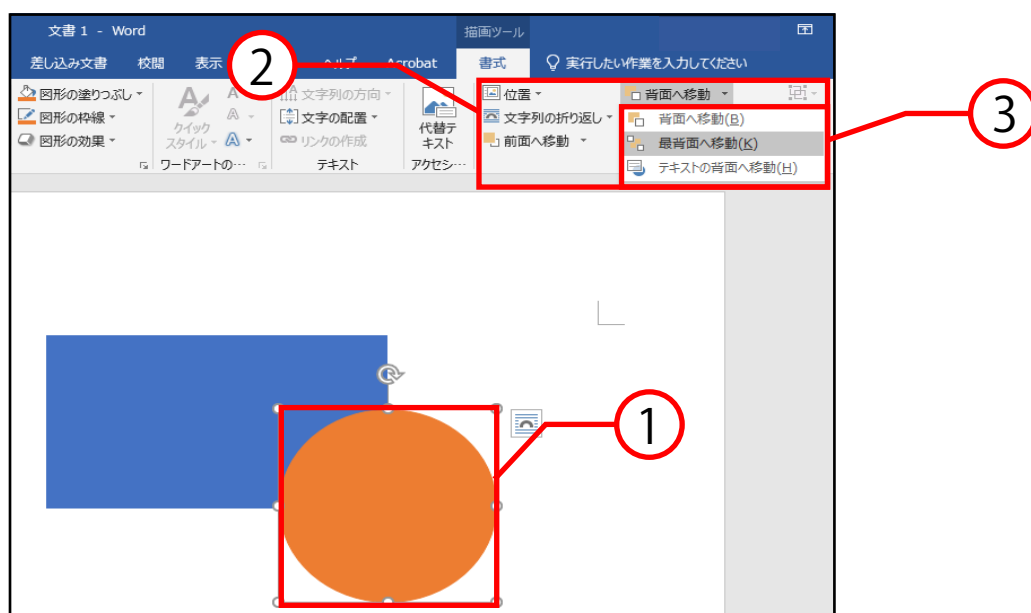 文書 1 - Word
描画ツール
差し込み文書 校閲 表示 ヘルプ Acrobat 書式 実行したい作業を入力してください
図形の塗りつぶし
図形の枠線
図形の効果
クイック
スタイル
ワードアートの…
文字列の方向
文字の配置
リンクの作成
テキスト
代替テ
キスト
アクセシ…
位置
文字列の折り返し
前面へ移動
背面へ移動
背面へ移動(B)
最背面へ移動(K)
テキストの背面へ移動(H)
2
3
1